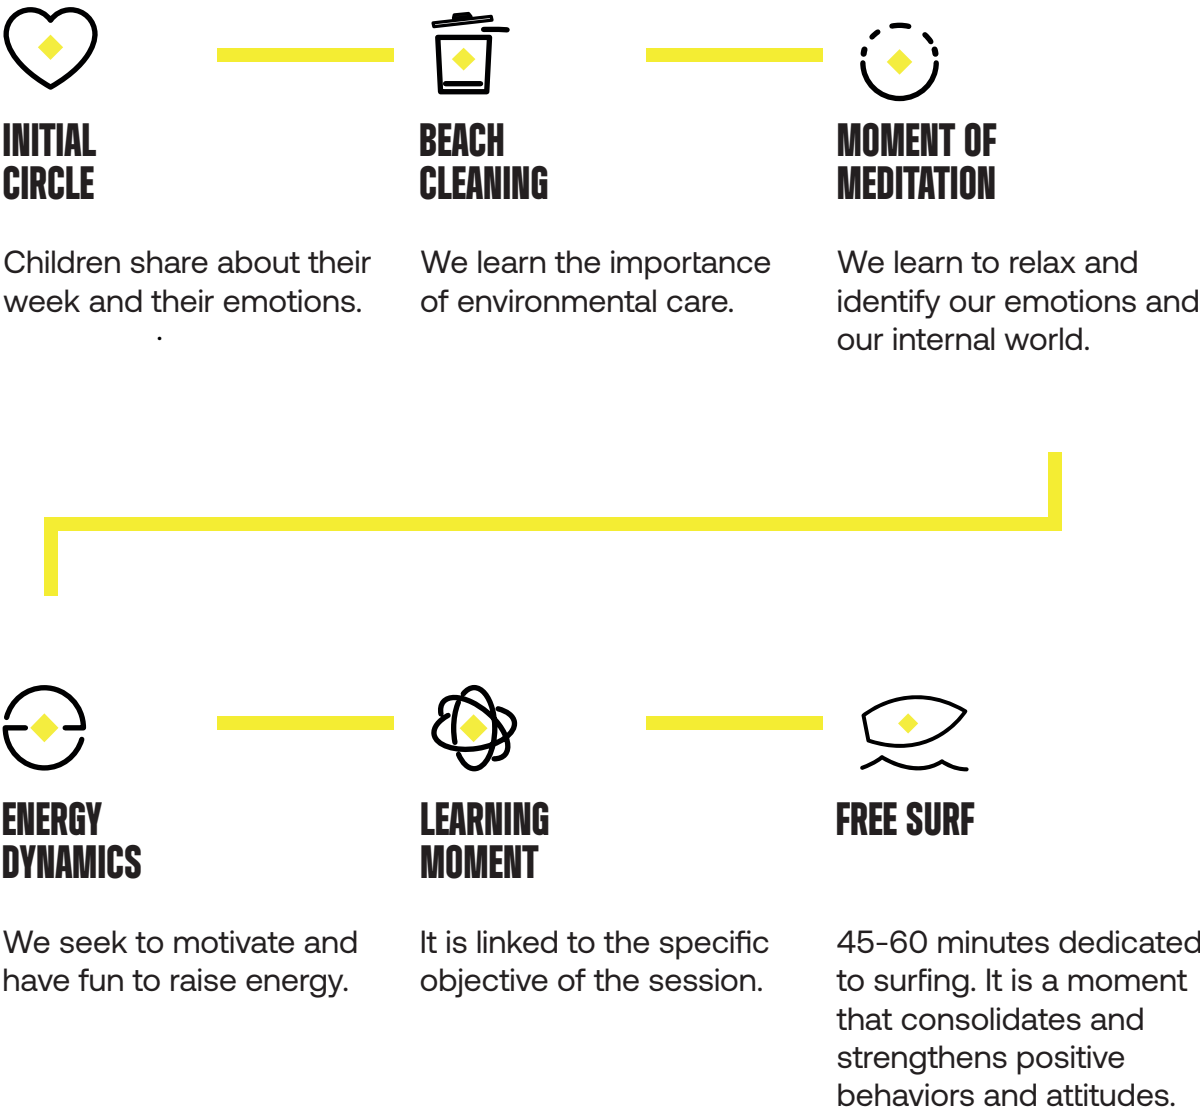 INITIAL
CIRCLE
Children share about their
week and their emotions.
.
BEACH
CLEANING
We learn the importance
of environmental care.
MOMENT OF
MEDITATION
We learn to relax and
identify our emotions and
our internal world.
ENERGY
DYNAMICS
We seek to motivate and
have fun to raise energy.
LEARNING
MOMENT
It is linked to the specific
objective of the session.
FREE SURF
45-60 minutes dedicated
to surfing. It is a moment
that consolidates and
strengthens positive
behaviors and attitudes.